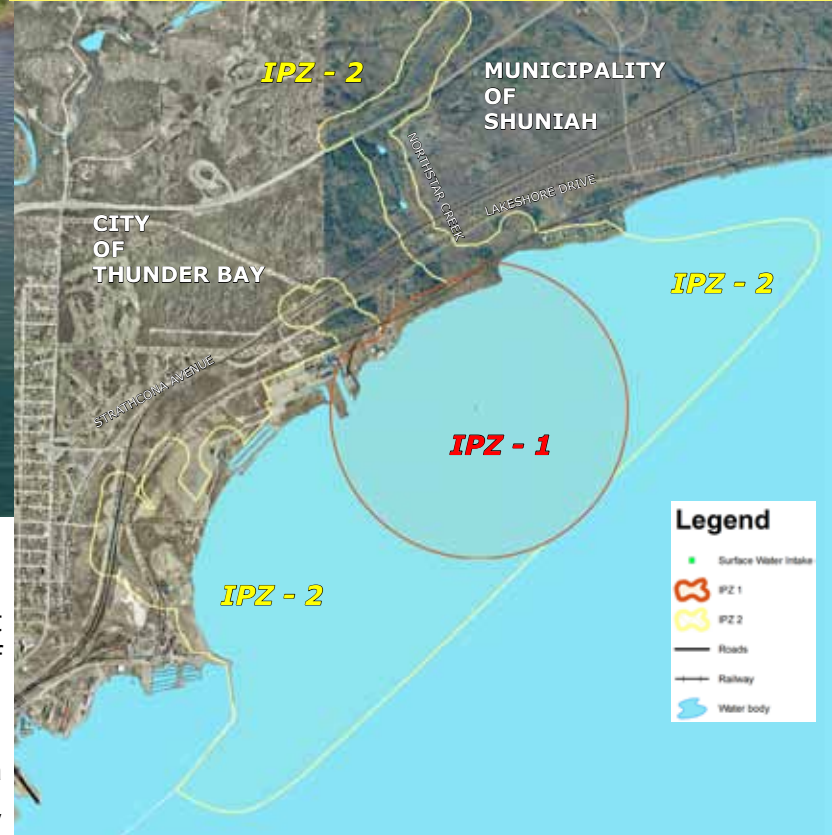 IPZ - 2
MUNICIPALITY
OF
SHUNIAH
NORTHSTAR CREEK
LAKESHORE DRIVE
CITY
OF
THUNDER BAY
IPZ - 2
STRATHCONA AVENUE
IPZ - 1
IPZ - 2
Legend
Surface Water Intake
IPZ 1
IPZ 2
Roads
Railway
Water body